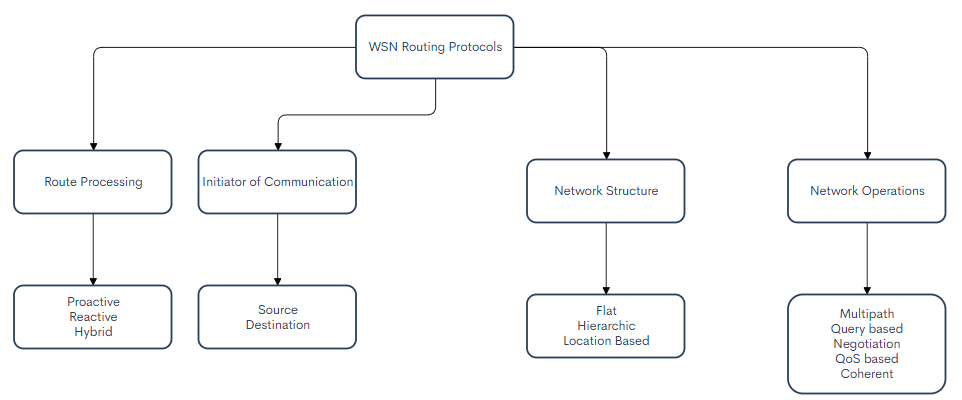 WSN Routing Protocols
Route Processing
Initiator of Communication
Network Structure
Network Operations
Proactive
Reactive
Hybrid
Source
Destination
Flat
Hierarchic
Location Based
Multipath
Query based
Negotiation
QoS based
Coherent